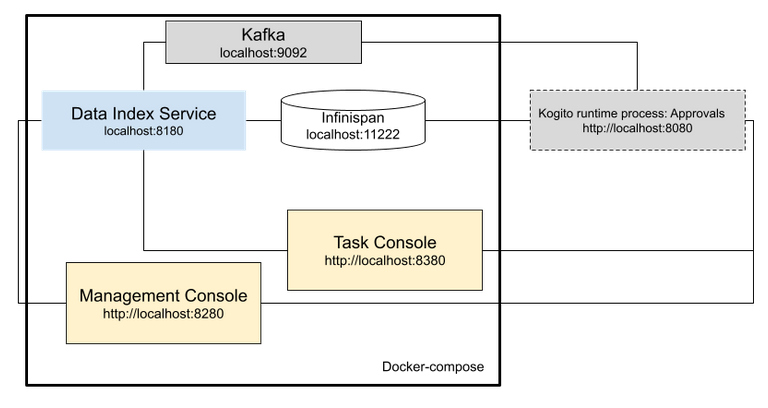 Kafka
localhost:9092
Data Index Service
localhost:8180
Infinispan
localhost:11222
Kogito runtime process: Approvals
http://localhost:8080
Task Console
http://localhost:8380
Management Console
http://localhost:8280
Docker-compose